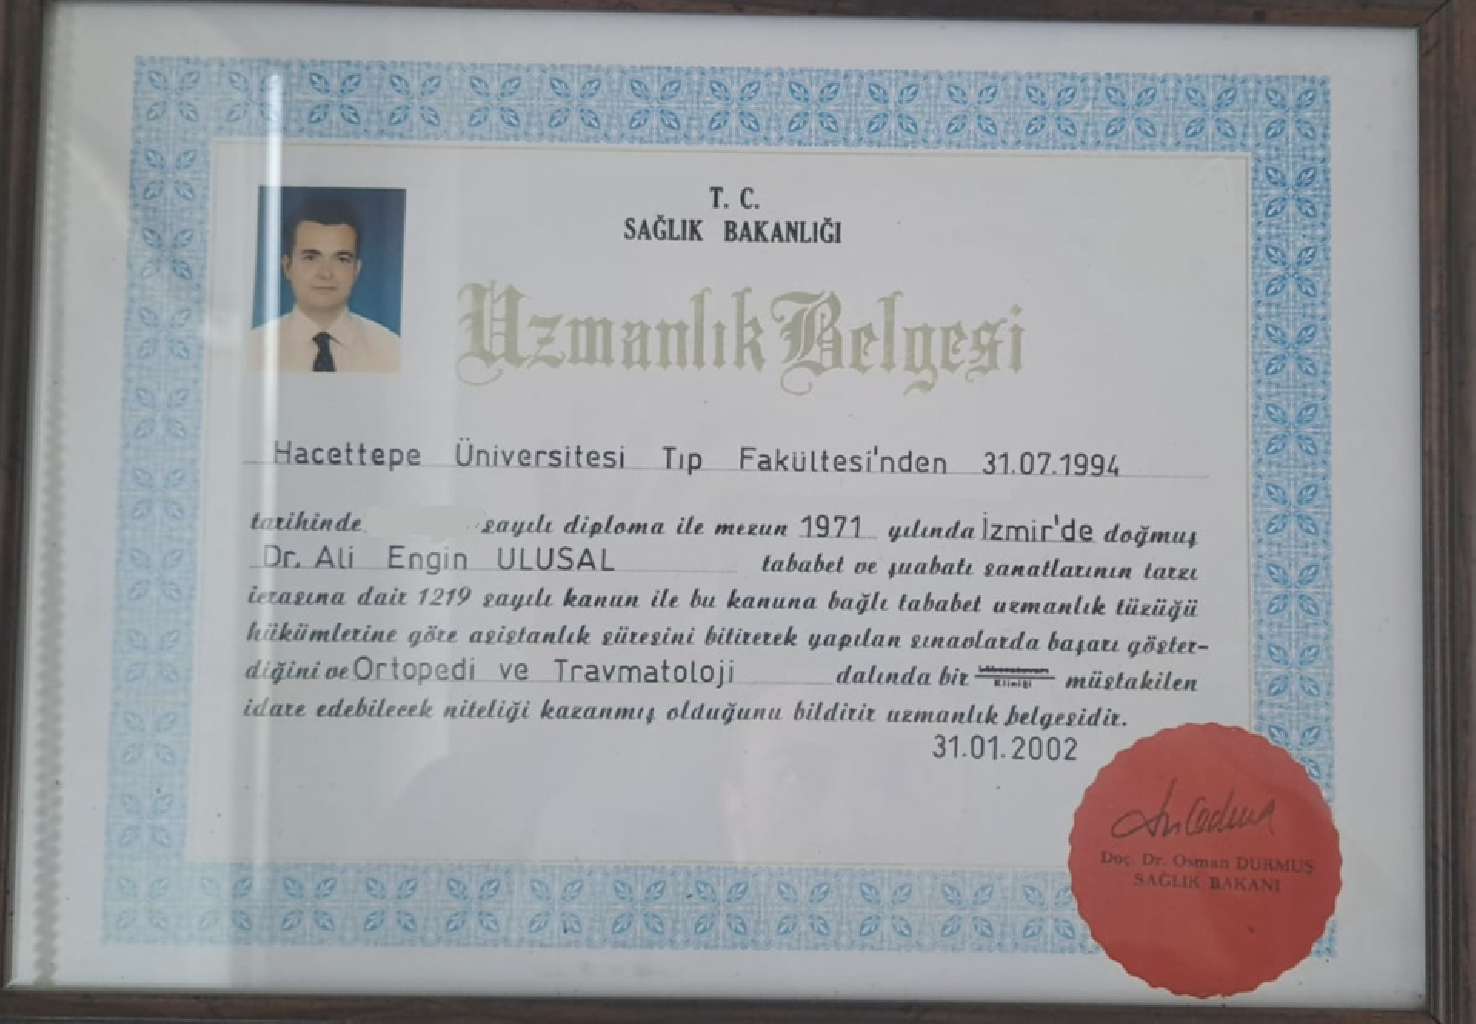 T. C.
SAĞLIK BAKANLIĞI
Uzmanlık Belgesi
Hacettepe Üniversitesi Tıp Fakültesi'nden 31.07.1994
tarihinde sayılı diploma ile mezun 1971 yılında İzmir'de doğmuş
Dr. Ali Engin ULUSAL tababet ve şuabatı sanatlarının tarzı
icrasına dair 1219 sayılı kanun ile bu kanuna bağlı tababet uzmanlık tüzüğü
hükümlerine göre asistanlık süresini bitirerek yapılan sınavlarda başarı göster-
diğini ve Ortopedi ve Travmatoloji dalında bir Kliniği müstakilen
idare edebilecek niteliği kazanmış olduğunu bildirir uzmanlık belgesidir.
31.01.2002
Doç. Dr. Osman DURMUŞ
SAĞLIK BAKANI